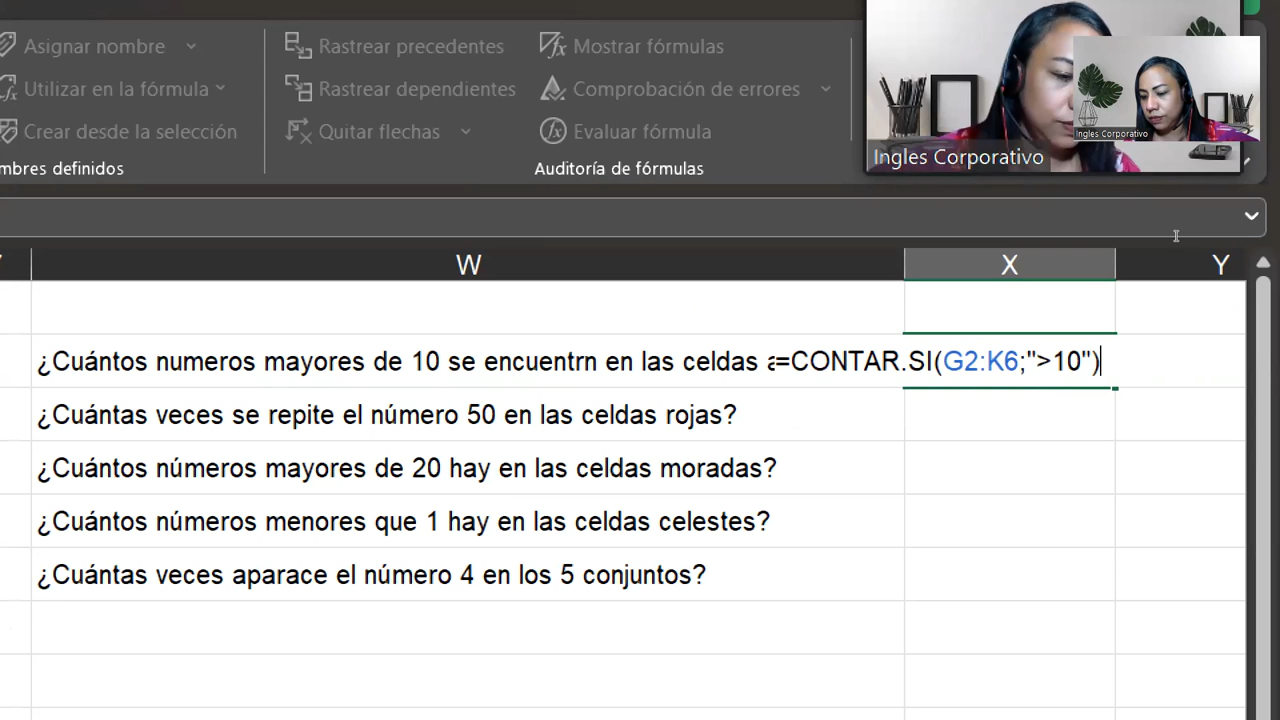 Asignar nombre
Rastrear precedentes
Mostrar fórmulas
Utilizar en la fórmula
Rastrear dependientes
Comprobación de errores
Crear desde la selección
Quitar flechas
Evaluar fórmula
mbres definidos
Auditoría de fórmulas
Ingles Corporativo
Ingles Corporativo
W
X
Y
¿Cuántos numeros mayores de 10 se encuentrn en las celdas a=CONTAR.SI(G2:K6;">10")
¿Cuántas veces se repite el número 50 en las celdas rojas?
¿Cuántos números mayores de 20 hay en las celdas moradas?
¿Cuántos números menores que 1 hay en las celdas celestes?
¿Cuántas veces aparace el número 4 en los 5 conjuntos?